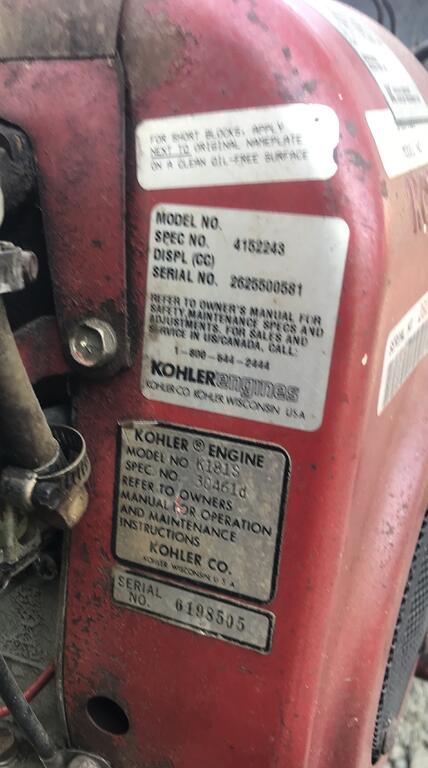 FOR SHORT BLOCKS, APPLY
NEXT TO ORIGINAL NAMEPLATE
ON A CLEAN OIL-FREE SURFACE
MODEL NO.
SPEC NO. 4152243
DISPL (CC)
SERIAL NO. 2625500581
REFER TO OWNER'S MANUAL FOR
SAFETY, MAINTENANCE SPECS AND
ADJUSTMENTS. FOR SALES AND
SERVICE IN US/CANADA, CALL:
1-800-544-2444
KOHLERengines
KOHLER CO. KOHLER, WISCONSIN USA
KOHLER ® ENGINE
MODEL NO K181S
SPEC. NO. 30461d
REFER TO OWNERS
MANUAL FOR OPERATION
AND MAINTENANCE
INSTRUCTIONS
KOHLER CO.
KOHLER WISCONSIN U S A
SERIAL
NO. 6198505
SERIAL NO.